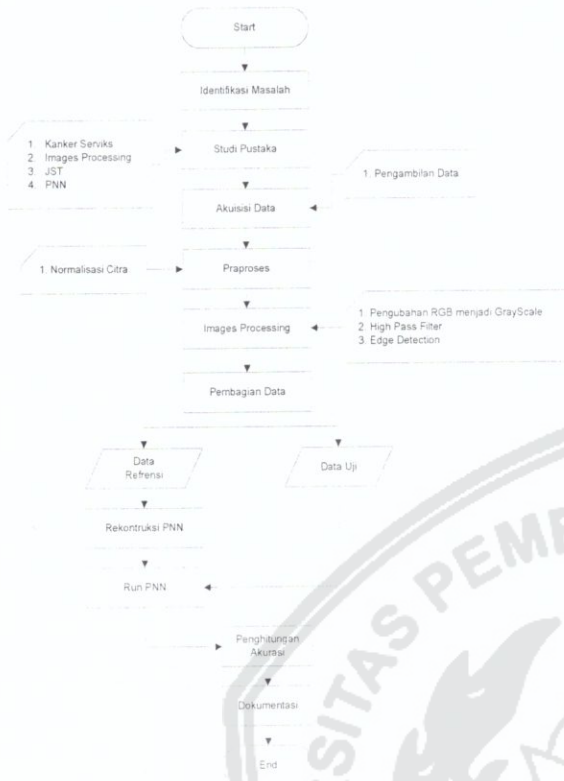 Start
Identifikasi Masalah
1. Kanker Serviks
2. Images Processing
3. JST
4. PNN
Studi Pustaka
1. Pengambilan Data
Akuisisi Data
1. Normalisasi Citra
Praproses
Images Processing
1. Pengubahan RGB menjadi GrayScale
2. High Pass Filter
3. Edge Detection
Pembagian Data
Data
Refrensi
Data Uji
Rekontruksi PNN
Run PNN
Penghitungan
Akurasi
Dokumentasi
End